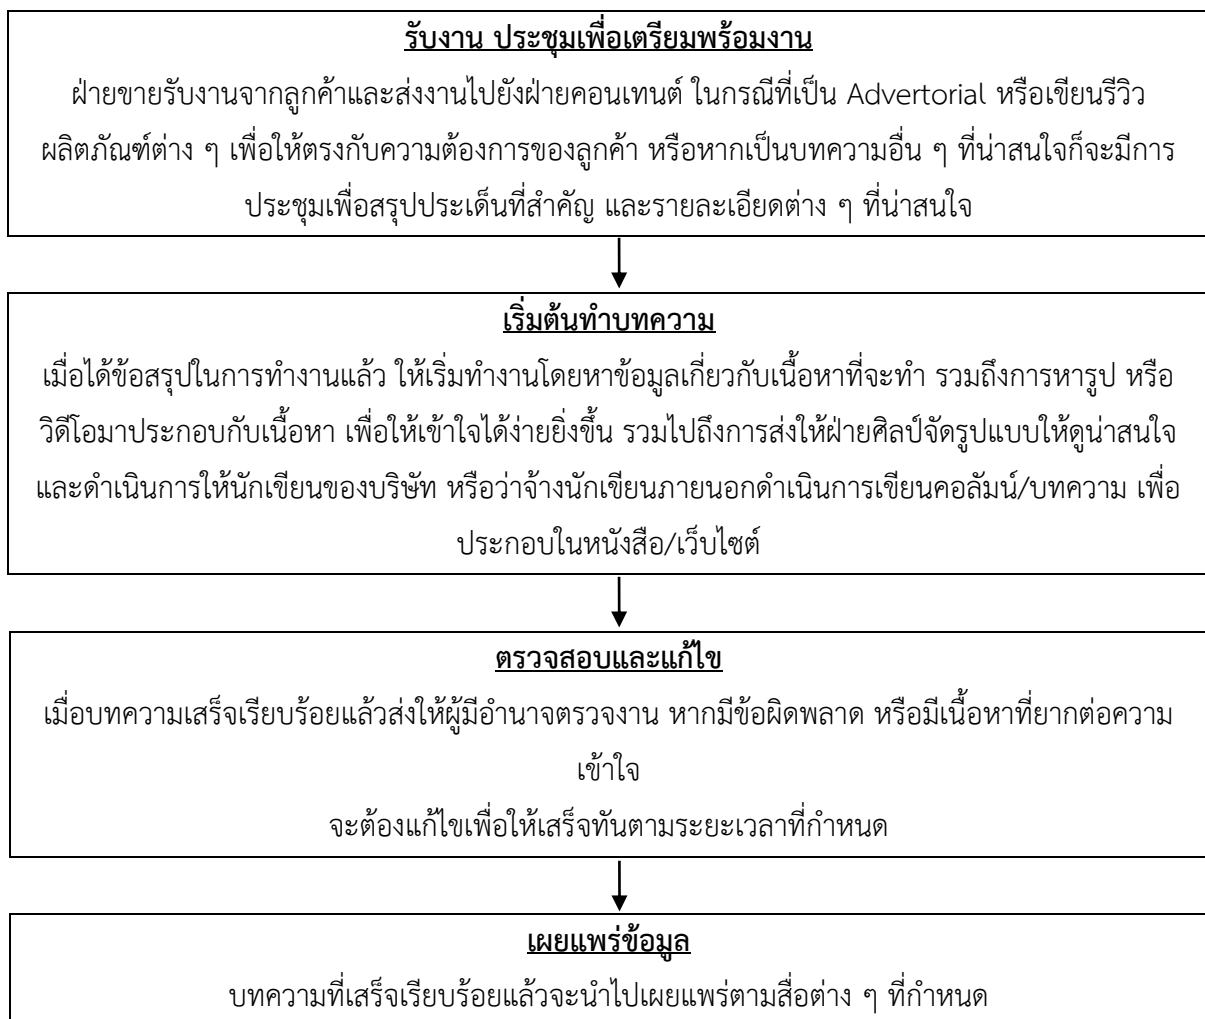 รับงาน ประชุมเพื่อเตรียมพร้อมงาน
ฝ่ายขายรับงานจากลูกค้าและส่งงานไปยังฝ่ายคอนเทนต์ ในกรณีที่เป็น Advertorial หรือเขียนรีวิว
ผลิตภัณฑ์ต่าง ๆ เพื่อให้ตรงกับความต้องการของลูกค้า หรือหากเป็นบทความอื่น ๆ ที่น่าสนใจก็จะมีการ
ประชุมเพื่อสรุปประเด็นที่สำคัญ และรายละเอียดต่าง ๆ ที่น่าสนใจ
เริ่มต้นทำบทความ
เมื่อได้ข้อสรุปในการทำงานแล้ว ให้เริ่มทำงานโดยหาข้อมูลเกี่ยวกับเนื้อหาที่จะทำ รวมถึงการหารูป หรือ
วิดีโอมาประกอบกับเนื้อหา เพื่อให้เข้าใจได้ง่ายยิ่งขึ้น รวมไปถึงการส่งให้ฝ่ายศิลป์จัดรูปแบบให้ดูน่าสนใจ
และดำเนินการให้นักเขียนของบริษัท หรือว่าจ้างนักเขียนภายนอกดำเนินการเขียนคอลัมน์/บทความ เพื่อ
ประกอบในหนังสือ/เว็บไซต์
ตรวจสอบและแก้ไข
เมื่อบทความเสร็จเรียบร้อยแล้วส่งให้ผู้มีอำนาจตรวจงาน หากมีข้อผิดพลาด หรือมีเนื้อหาที่ยากต่อความ
เข้าใจ
จะต้องแก้ไขเพื่อให้เสร็จทันตามระยะเวลาที่กำหนด
เผยแพร่ข้อมูล
บทความที่เสร็จเรียบร้อยแล้วจะนำไปเผยแพร่ตามสื่อต่าง ๆ ที่กำหนด